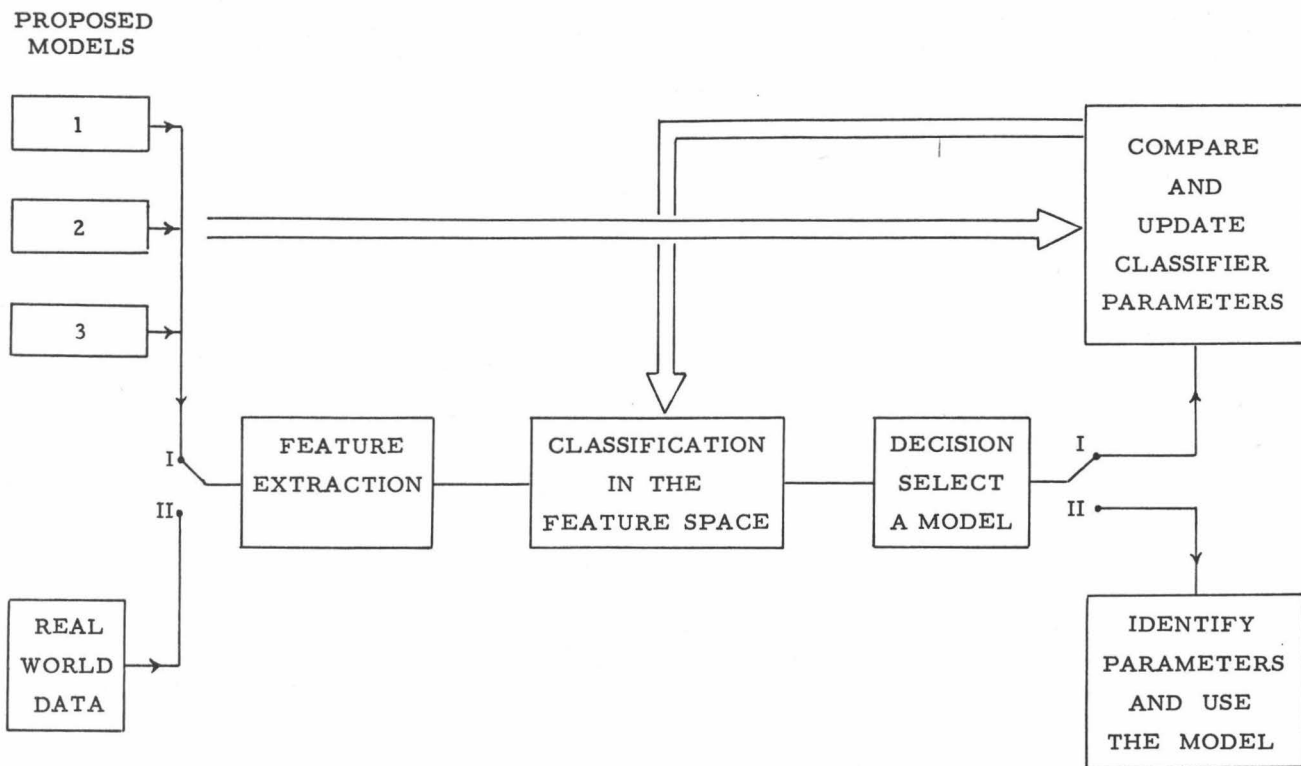 PROPOSED
MODELS
1
2
3
COMPARE
AND
UPDATE
CLASSIFIER
PARAMETERS
I
II
FEATURE
EXTRACTION
CLASSIFICATION
IN THE
FEATURE SPACE
DECISION
SELECT
A MODEL
I
II
REAL
WORLD
DATA
IDENTIFY
PARAMETERS
AND USE
THE MODEL